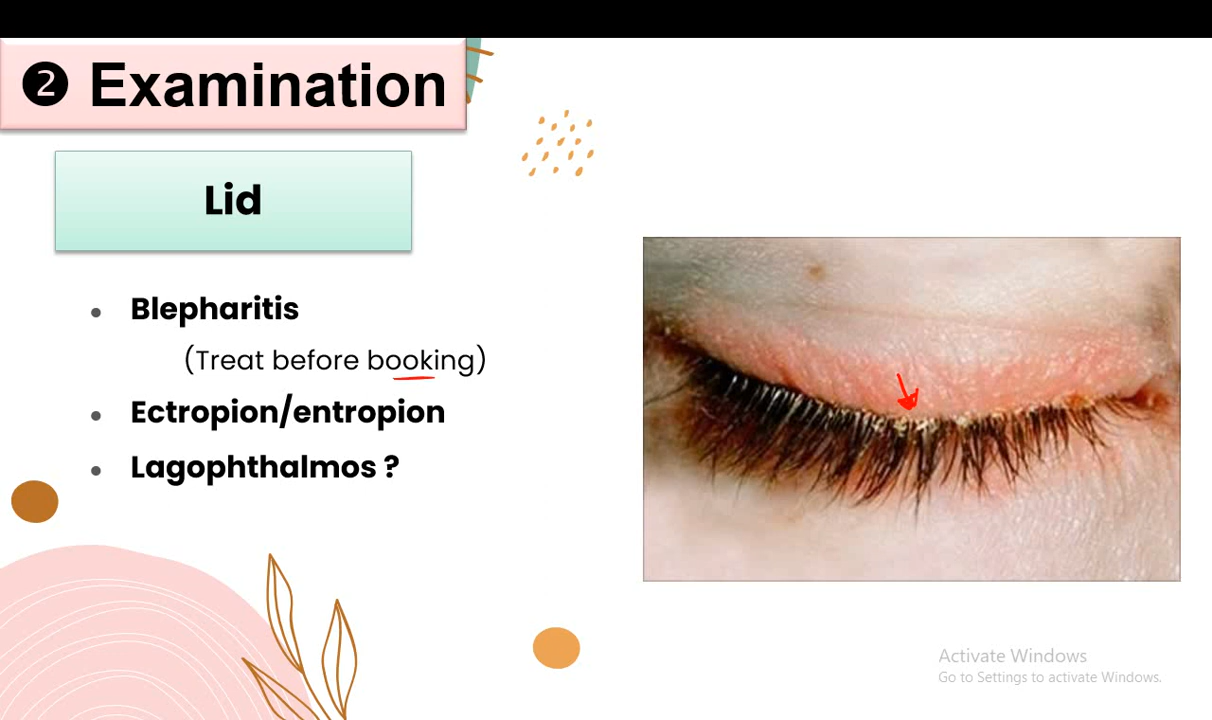 ❷ Examination
Lid
• Blepharitis
(Treat before booking)
• Ectropion/entropion
• Lagophthalmos ?
Activate Windows
Go to Settings to activate Windows.